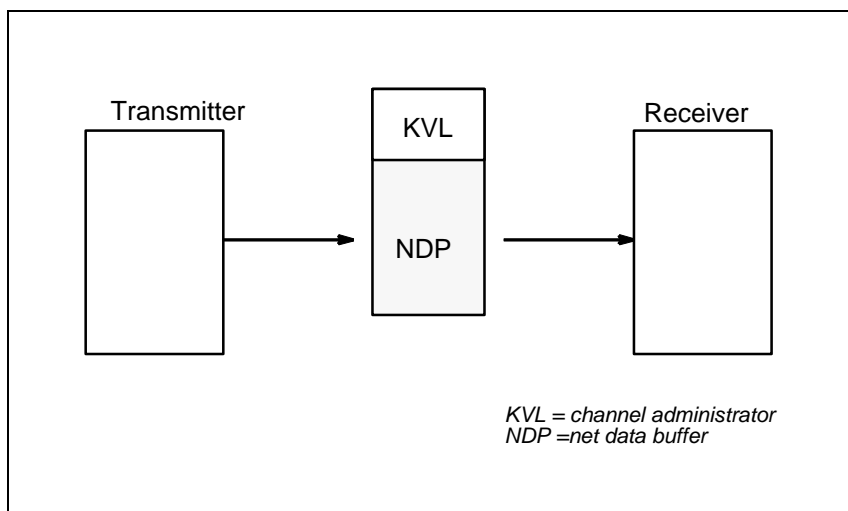 Transmitter
KVL
Receiver
NDP
KVL = channel administrator
NDP =net data buffer